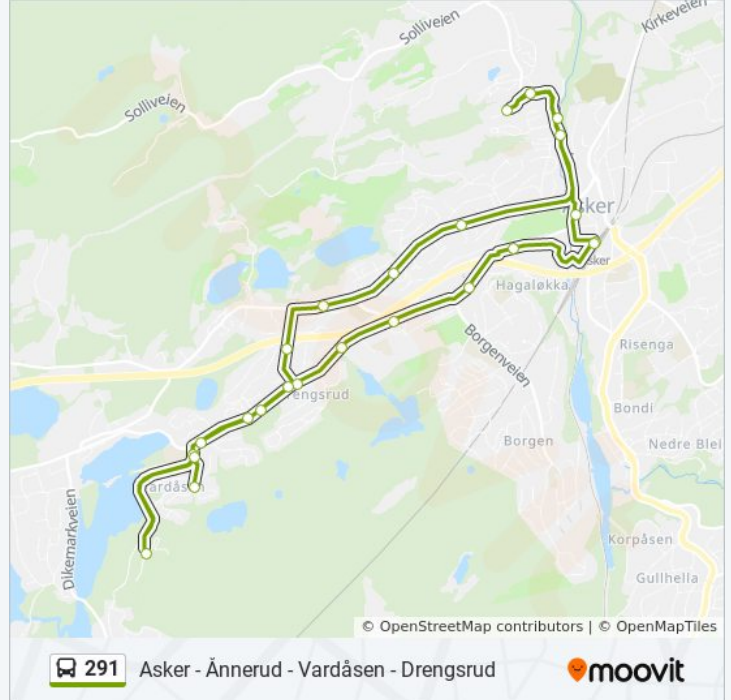 Solliveien
Kirkeveien
Solliveien
Asker
Asker
Hagaløkka
Borgenveien
Risenga
Drengsrud
Bondi
Borgen
Nedre Blei
Vardåsen
Dikemarkveien
Korpåsen
Gullhella
© OpenStreetMap contributors | © OpenMapTiles
291 Asker - Ånnerud - Vardåsen - Drengsrud
moovit